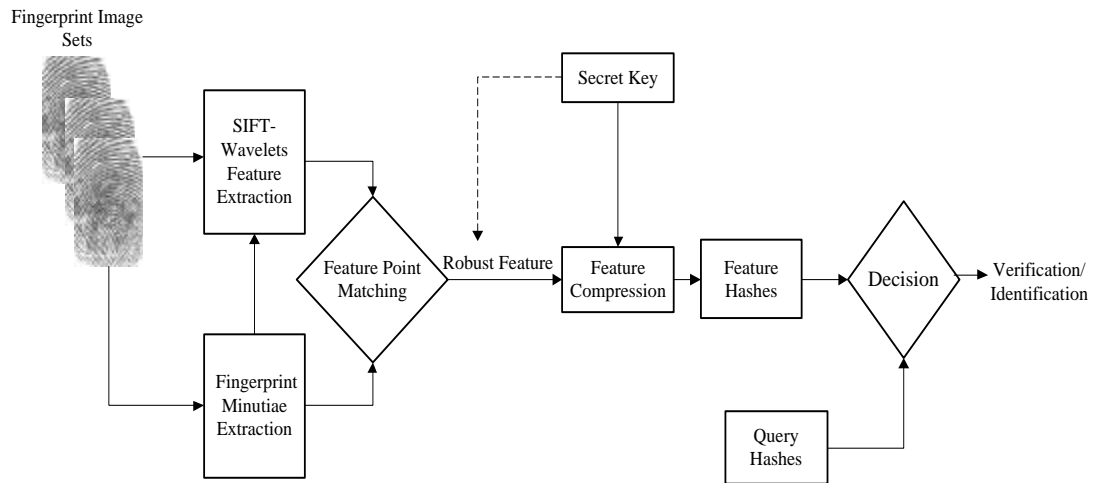 Fingerprint Image
Sets
SIFT-
Wavelets
Feature
Extraction
Secret Key
Feature Point
Matching
Robust Feature
Feature
Compression
Feature
Hashes
Decision
Verification/
Identification
Fingerprint
Minutiae
Extraction
Query
Hashes